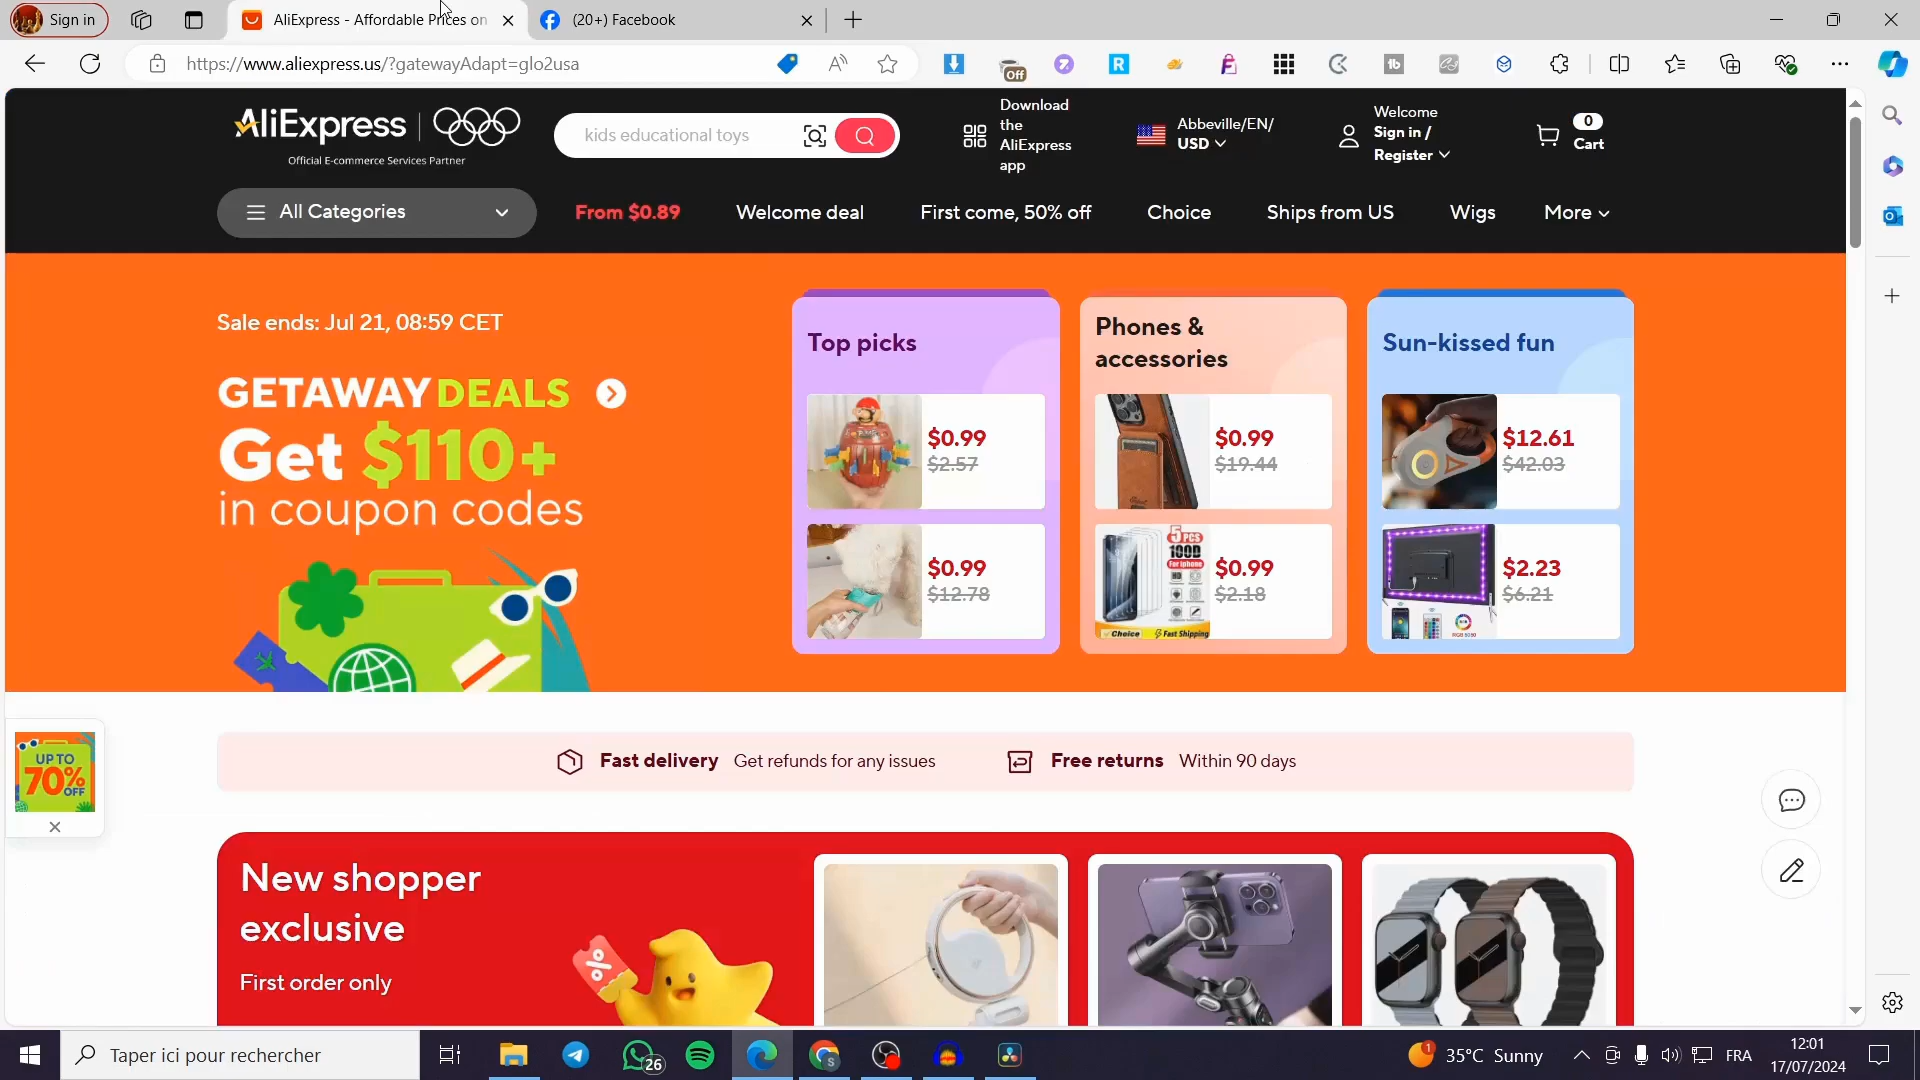 Sign in
AliExpress - Affordable Prices on
(20+) Facebook
https://www.aliexpress.us/?gatewayAdapt=glo2usa
Off
AliExpress
Official E-commerce Services Partner
kids educational toys
Download
the
AliExpress
app
Abbeville/EN/
USD
Welcome
Sign in /
Register
0
Cart
All Categories
From $0.89
Welcome deal
First come, 50% off
Choice
Ships from US
Wigs
More
Sale ends: Jul 21, 08:59 CET
GETAWAY DEALS
Get $110+
in coupon codes
Top picks
$0.99
$2.57
$0.99
$12.78
Phones &
accessories
$0.99
$19.44
5 PCS
100D
For iphone
Choice
Fast Shipping
$0.99
$2.18
Sun-kissed fun
$12.61
$42.03
$2.23
$6.21
Fast delivery Get refunds for any issues
Free returns Within 90 days
UP TO
70%
OFF
New shopper
exclusive
First order only
%
Taper ici pour rechercher
26
1
35°C Sunny
FRA
12:01
17/07/2024